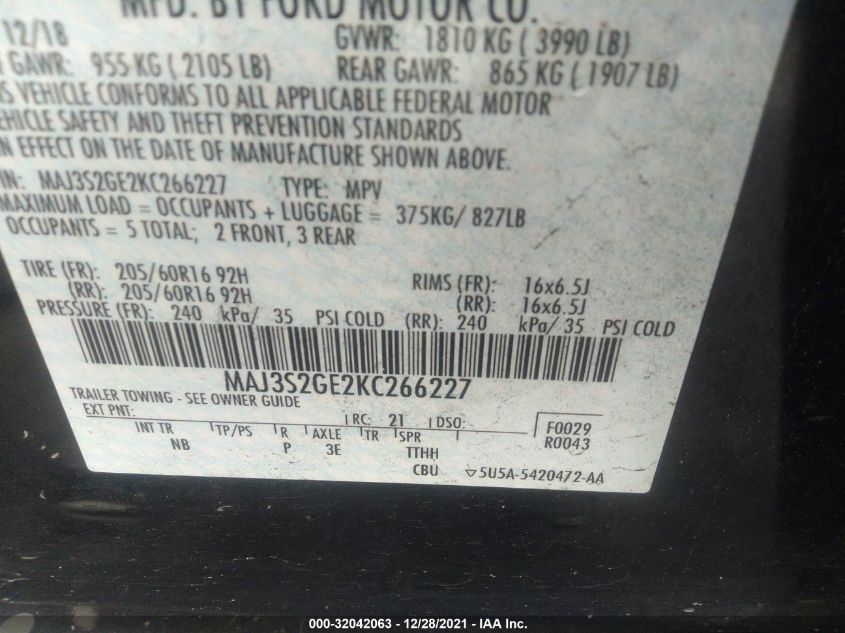 MFD. BY FORD MOTOR CO.
12/18 GVWR: 1810 KG ( 3990 LB)
GAWR: 955 KG ( 2105 LB) REAR GAWR: 865 KG ( 1907 LB)
VEHICLE CONFORMS TO ALL APPLICABLE FEDERAL MOTOR
VEHICLE SAFETY AND THEFT PREVENTION STANDARDS
IN EFFECT ON THE DATE OF MANUFACTURE SHOWN ABOVE.
VIN: MAJ3S2GE2KC266227 TYPE: MPV
MAXIMUM LOAD = OCCUPANTS + LUGGAGE = 375KG/ 827LB
OCCUPANTS = 5 TOTAL; 2 FRONT, 3 REAR
TIRE (FR): 205/60R16 92H RIMS (FR): 16x6.5J
(RR): 205/60R16 92H (RR): 16x6.5J
PRESSURE (FR): 240 kPa/ 35 PSI COLD (RR): 240 kPa/ 35 PSI COLD
MAJ3S2GE2KC266227
TRAILER TOWING - SEE OWNER GUIDE
EXT PNT: RC: 21 DSO: F0029
INT TR TP/PS R AXLE TR SPR R0043
NB P 3E TTHH
CBU ▽5U5A-5420472-AA
000-32042063 - 12/28/2021 - IAA Inc.